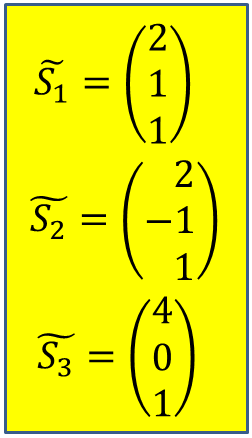 S̃₁ = (2
1
1)
S̃₂ = (2
−1
1)
S̃₃ = (4
0
1)